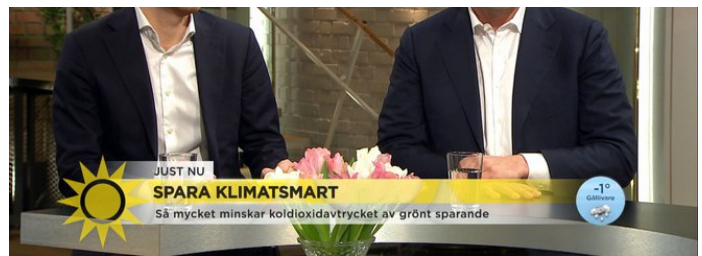 JUST NU
SPARA KLIMATSMART
Så mycket minskar koldioxidavtrycket av grönt sparande
-1°
Gällivare